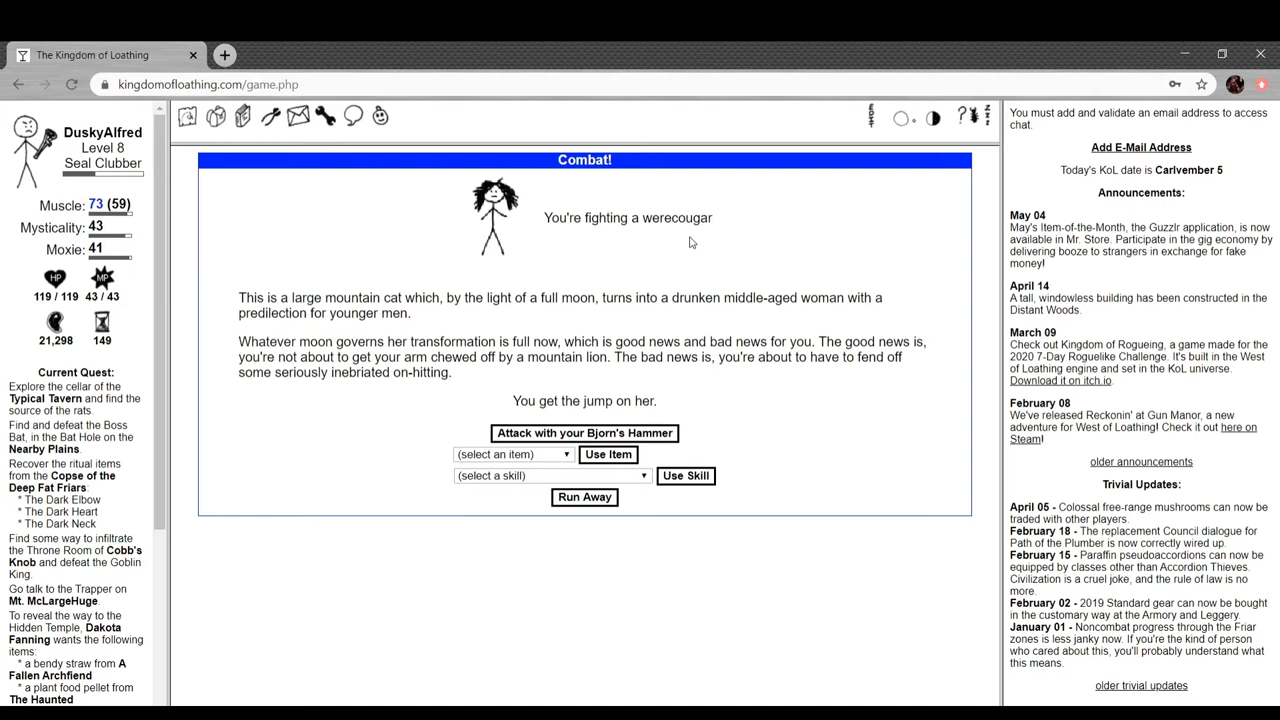 The Kingdom of Loathing
kingdomofloathing.com/game.php
DuskyAlfred
Level 8
Seal Clubber
Muscle: 73 (59)
Mysticality: 43
Moxie: 41
HP
MP
119 / 119
43 / 43
21,298
149
Current Quest:
Explore the cellar of the
Typical Tavern and find the
source of the rats.
Find and defeat the Boss
Bat, in the Bat Hole on the
Nearby Plains.
Recover the ritual items
from the Copse of the
Deep Fat Friars:
* The Dark Elbow
* The Dark Heart
* The Dark Neck
Find some way to infiltrate
the Throne Room of Cobb's
Knob and defeat the Goblin
King.
Go talk to the Trapper on
Mt. McLargeHuge.
To reveal the way to the
Hidden Temple, Dakota
Fanning wants the following
items:
* a bendy straw from A
Fallen Archfiend
* a plant food pellet from
The Haunted
EDIT
?
Combat!
You're fighting a werecougar
This is a large mountain cat which, by the light of a full moon, turns into a drunken middle-aged woman with a
predilection for younger men.
Whatever moon governs her transformation is full now, which is good news and bad news for you. The good news is,
you're not about to get your arm chewed off by a mountain lion. The bad news is, you're about to have to fend off
some seriously inebriated on-hitting.
You get the jump on her.
Attack with your Bjorn's Hammer
(select an item) Use Item
(select a skill) Use Skill
Run Away
You must add and validate an email address to access
chat.
Add E-Mail Address
Today's KoL date is Carlvember 5
Announcements:
May 04
May's Item-of-the-Month, the Guzzlr application, is now
available in Mr. Store. Participate in the gig economy by
delivering booze to strangers in exchange for fake
money!
April 14
A tall, windowless building has been constructed in the
Distant Woods.
March 09
Check out Kingdom of Rogueing, a game made for the
2020 7-Day Roguelike Challenge. It's built in the West
of Loathing engine and set in the KoL universe.
Download it on itch.io.
February 08
We've released Reckonin' at Gun Manor, a new
adventure for West of Loathing! Check it out here on
Steam!
older announcements
Trivial Updates:
April 05 - Colossal free-range mushrooms can now be
traded with other players.
February 18 - The replacement Council dialogue for
Path of the Plumber is now correctly wired up.
February 15 - Paraffin pseudoaccordions can now be
equipped by classes other than Accordion Thieves.
Civilization is a cruel joke, and the rule of law is no
more.
February 02 - 2019 Standard gear can now be bought
in the customary way at the Armory and Leggery.
January 01 - Noncombat progress through the Friar
zones is less janky now. If you're the kind of person
who cared about this, you'll probably understand what
this means.
older trivial updates